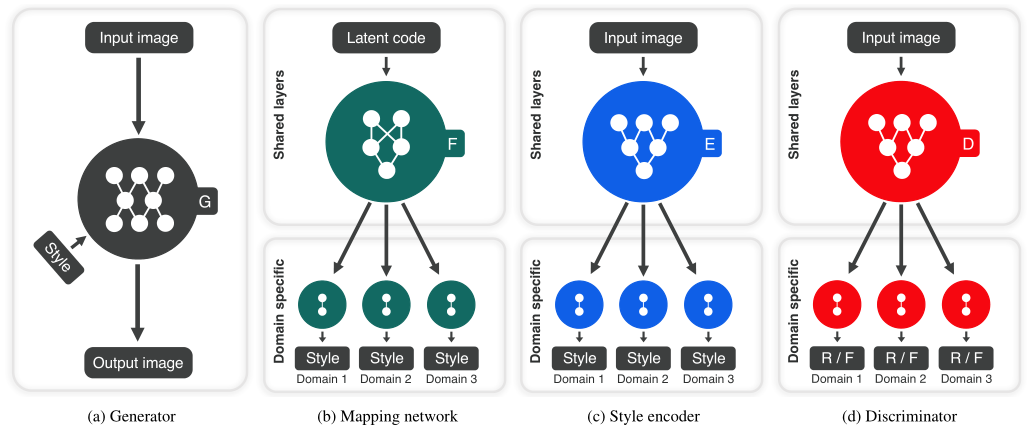 Input image
G
Style
Output image
(a) Generator
Shared layers
Latent code
F
Domain specific
Style Style Style
Domain 1 Domain 2 Domain 3
(b) Mapping network
Shared layers
Input image
E
Domain specific
Style Style Style
Domain 1 Domain 2 Domain 3
(c) Style encoder
Shared layers
Input image
D
Domain specific
R / F R / F R / F
Domain 1 Domain 2 Domain 3
(d) Discriminator